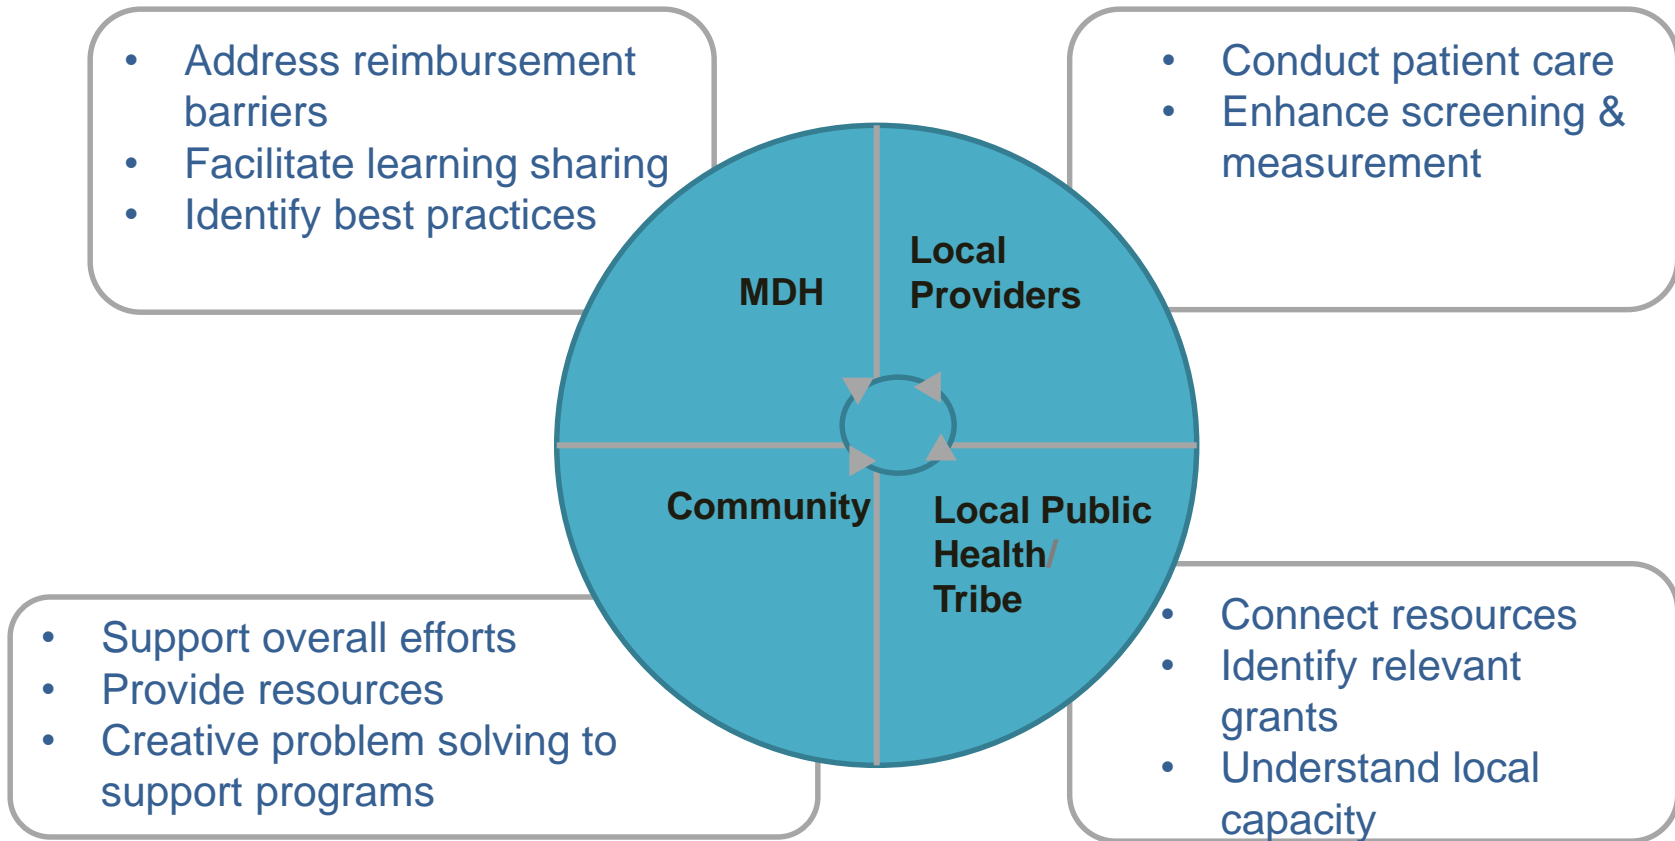 • Address reimbursement
barriers
• Facilitate learning sharing
• Identify best practices
• Conduct patient care
• Enhance screening &
measurement
MDH
Local
Providers
Community
Local Public
Health/
Tribe
• Support overall efforts
• Provide resources
• Creative problem solving to
support programs
• Connect resources
• Identify relevant
grants
• Understand local
capacity